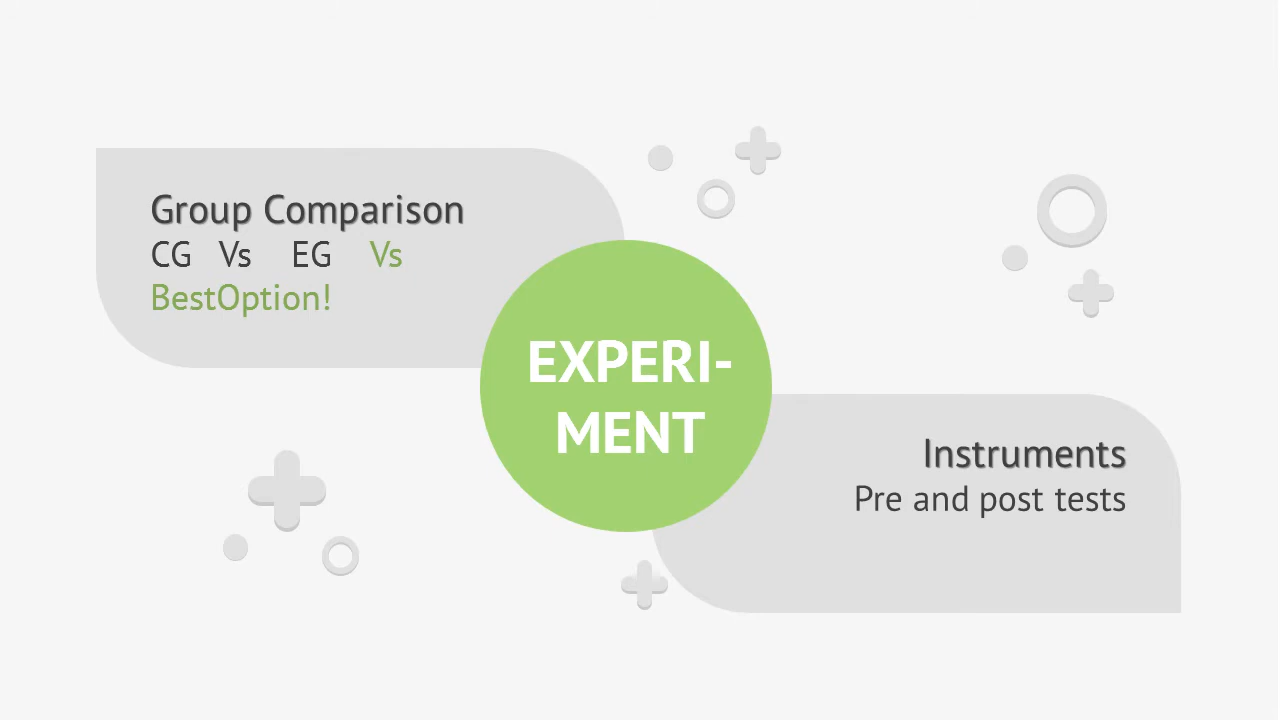 Group Comparison
CG Vs EG Vs
BestOption!
EXPERI-
MENT
Instruments
Pre and post tests